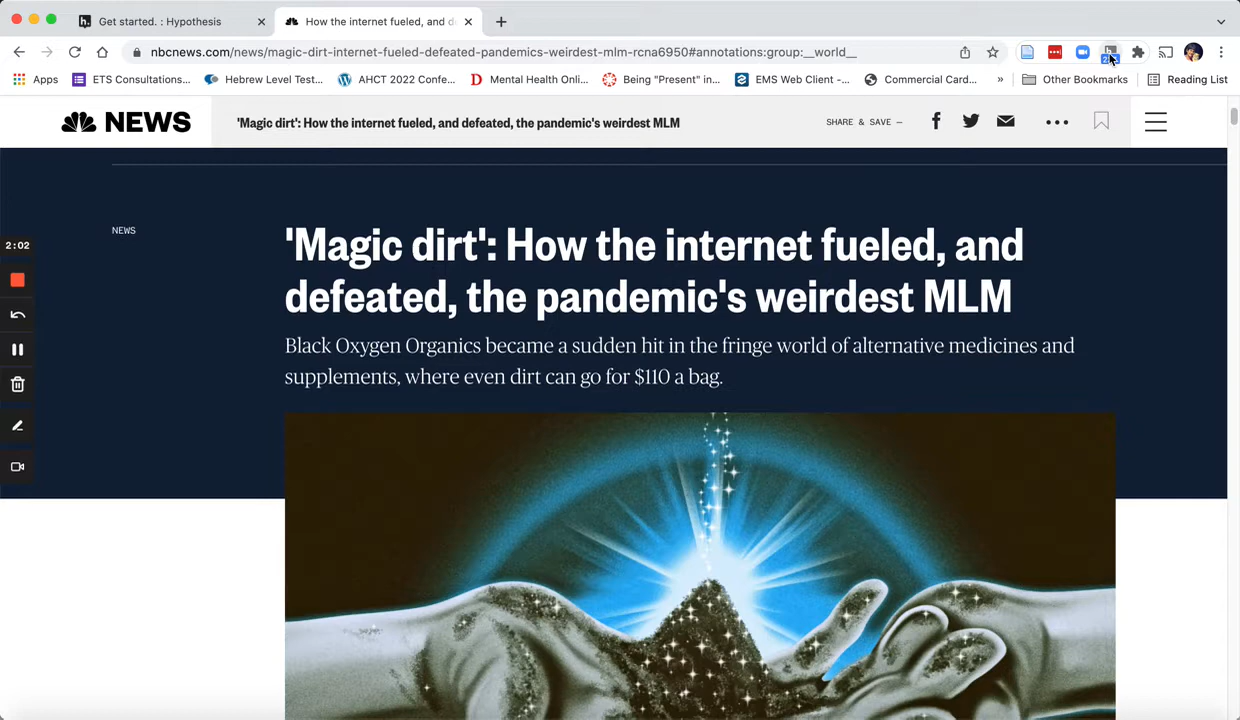 Get started. : Hypothesis
How the internet fueled, and d
nbcnews.com/news/magic-dirt-internet-fueled-defeated-pandemics-weirdest-mlm-rcna6950#annotations:group:__world__
Apps ETS Consultations... Hebrew Level Test... AHCT 2022 Confe... Mental Health Onli... Being "Present" in... EMS Web Client -... Commercial Card... » Other Bookmarks Reading List
NEWS 'Magic dirt': How the internet fueled, and defeated, the pandemic's weirdest MLM SHARE & SAVE —
NEWS
2:02
'Magic dirt': How the internet fueled, and
defeated, the pandemic's weirdest MLM
Black Oxygen Organics became a sudden hit in the fringe world of alternative medicines and
supplements, where even dirt can go for $110 a bag.